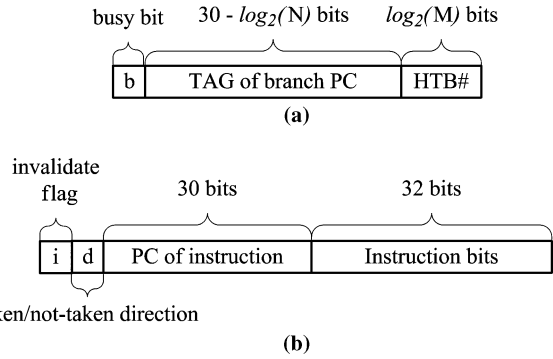 busy bit 30 - log2(N) bits log2(M) bits
b TAG of branch PC HTB#
(a)
invalidate
flag
30 bits 32 bits
i d PC of instruction Instruction bits
ken/not-taken direction
(b)